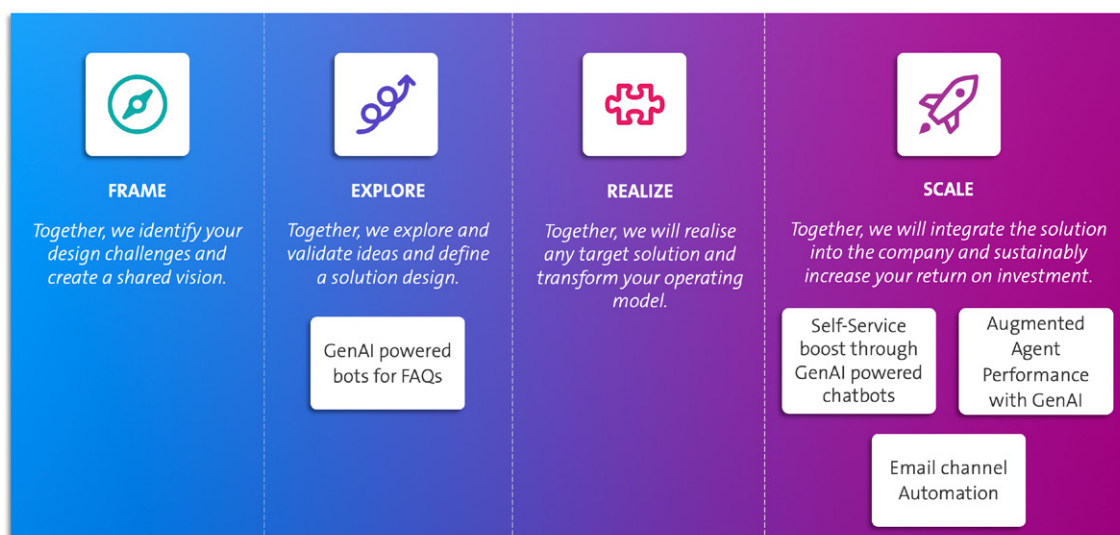 FRAME
Together, we identify your
design challenges and
create a shared vision.
EXPLORE
Together, we explore and
validate ideas and define
a solution design.
GenAI powered
bots for FAQs
REALIZE
Together, we will realise
any target solution and
transform your operating
model.
SCALE
Together, we will integrate the solution
into the company and sustainably
increase your return on investment.
Self-Service
boost through
GenAI powered
chatbots
Augmented
Agent
Performance
with GenAI
Email channel
Automation